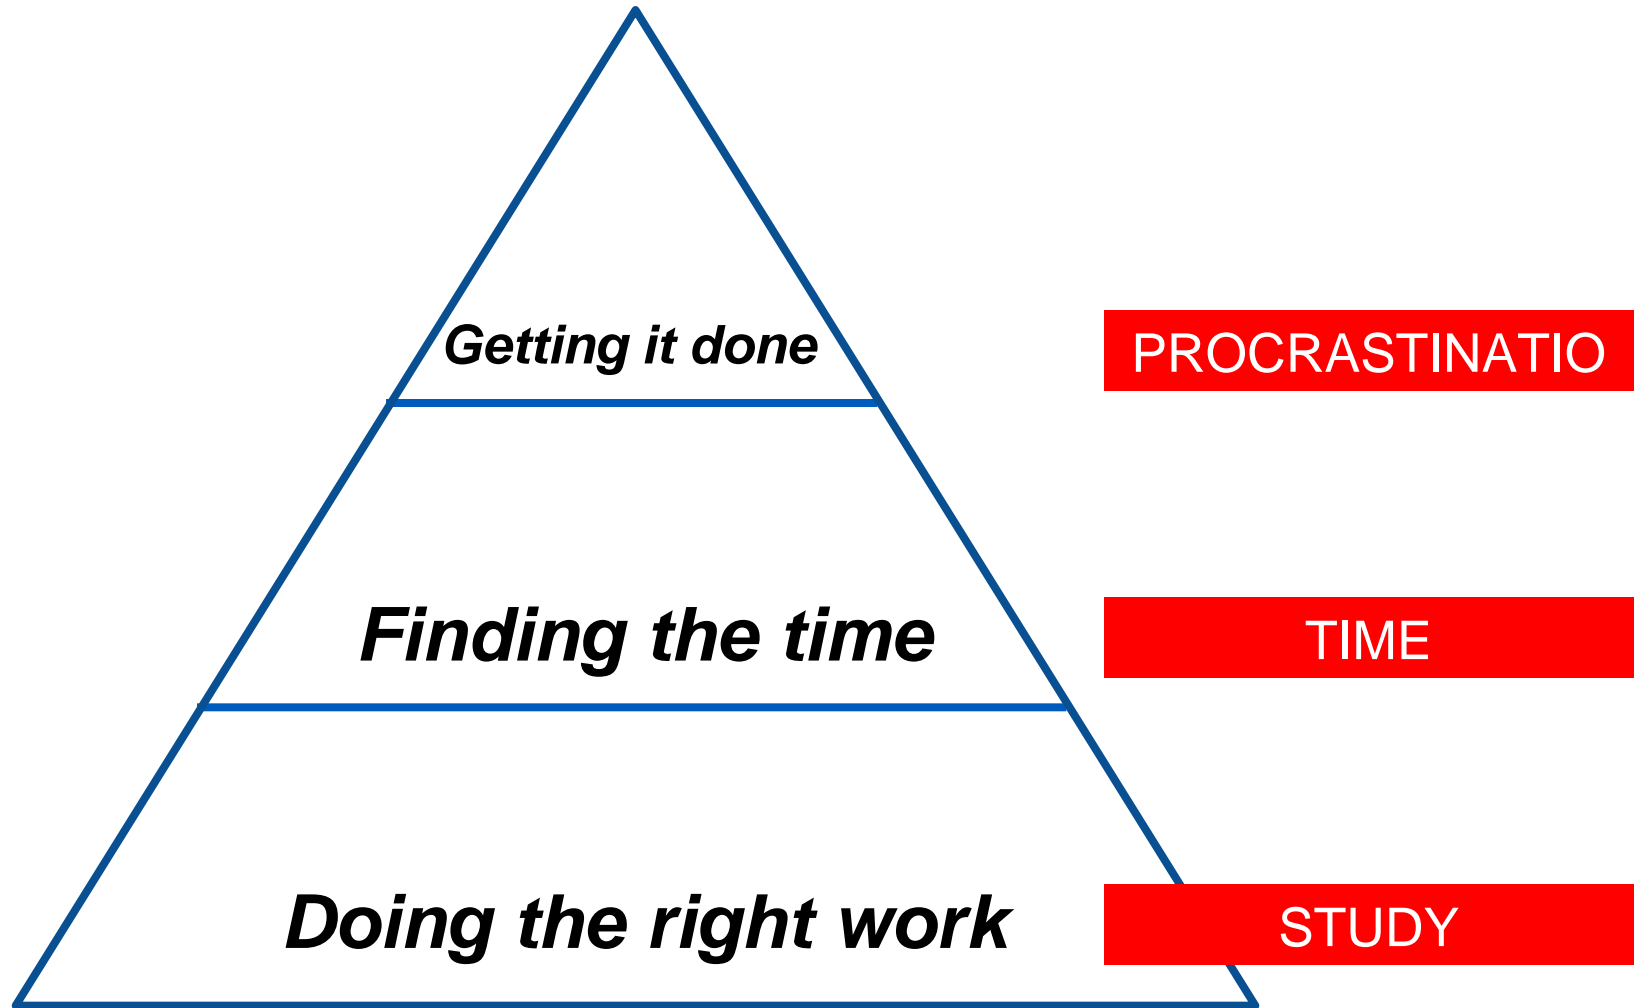 Getting it done
PROCRASTINATIO
Finding the time
TIME
Doing the right work
STUDY